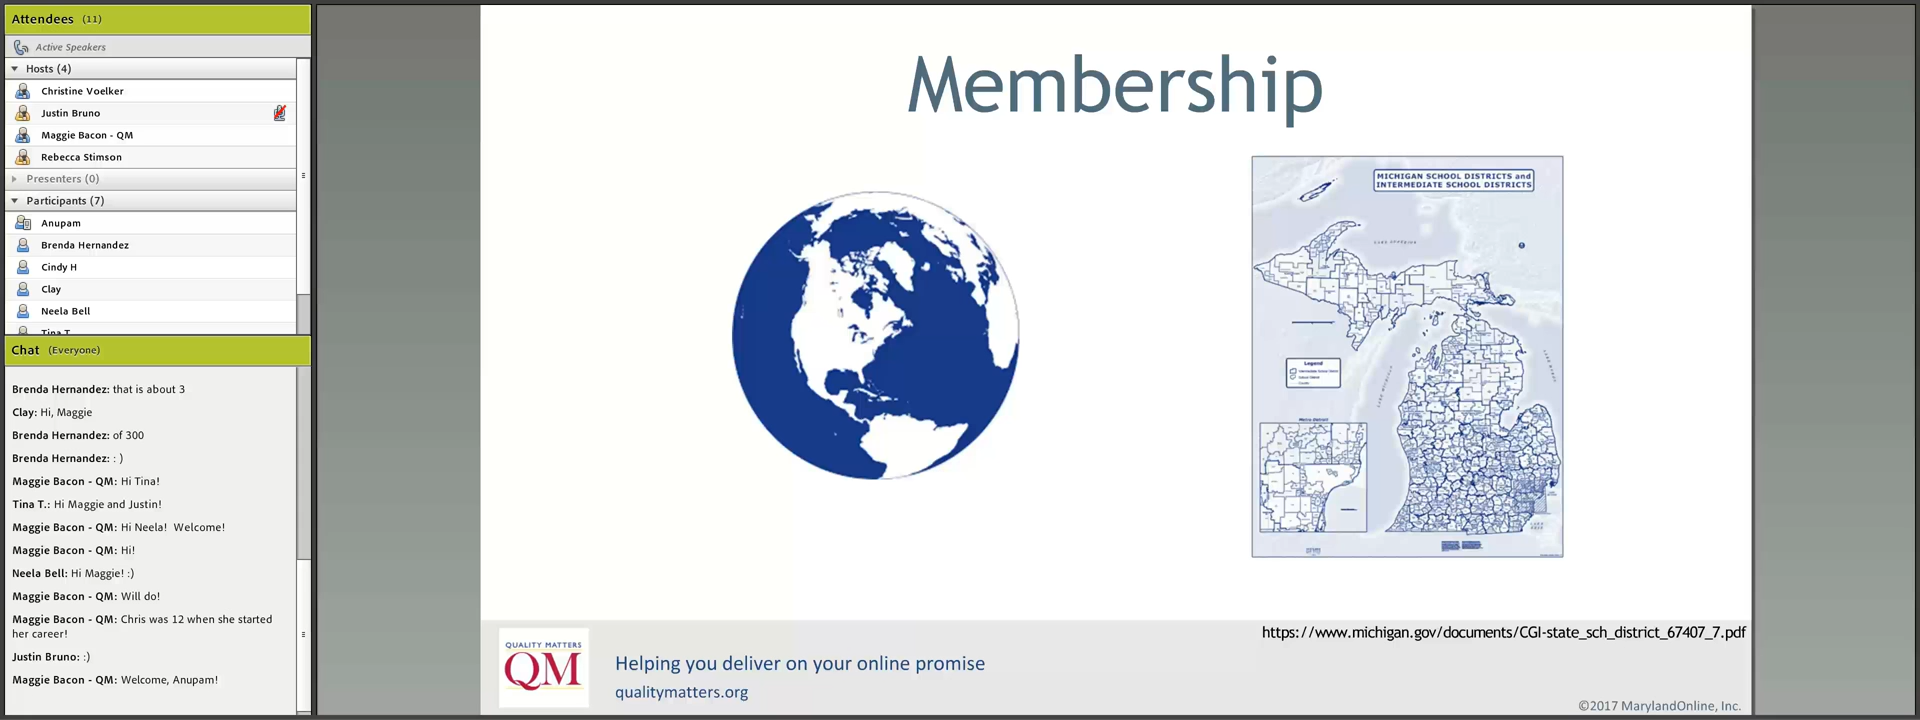 Attendees (11)
Active Speakers
Hosts (4)
Christine Voelker
Justin Bruno
Maggie Bacon - QM
Rebecca Stimson
Presenters (0)
Participants (7)
Anupam
Brenda Hernandez
Cindy H
Clay
Neela Bell
Tina T.
Chat (Everyone)
Brenda Hernandez: that is about 3
Clay: Hi, Maggie
Brenda Hernandez: of 300
Brenda Hernandez: : )
Maggie Bacon - QM: Hi Tina!
Tina T.: Hi Maggie and Justin!
Maggie Bacon - QM: Hi Neela! Welcome!
Maggie Bacon - QM: Hi!
Neela Bell: Hi Maggie! :)
Maggie Bacon - QM: Will do!
Maggie Bacon - QM: Chris was 12 when she started
her career!
Justin Bruno: :)
Maggie Bacon - QM: Welcome, Anupam!
Membership
MICHIGAN SCHOOL DISTRICTS and
INTERMEDIATE SCHOOL DISTRICTS
Legend
https://www.michigan.gov/documents/CGI-state_sch_district_67407_7.pdf
QUALITY MATTERS
QM
Helping you deliver on your online promise
qualitymatters.org
©2017 MarylandOnline, Inc.